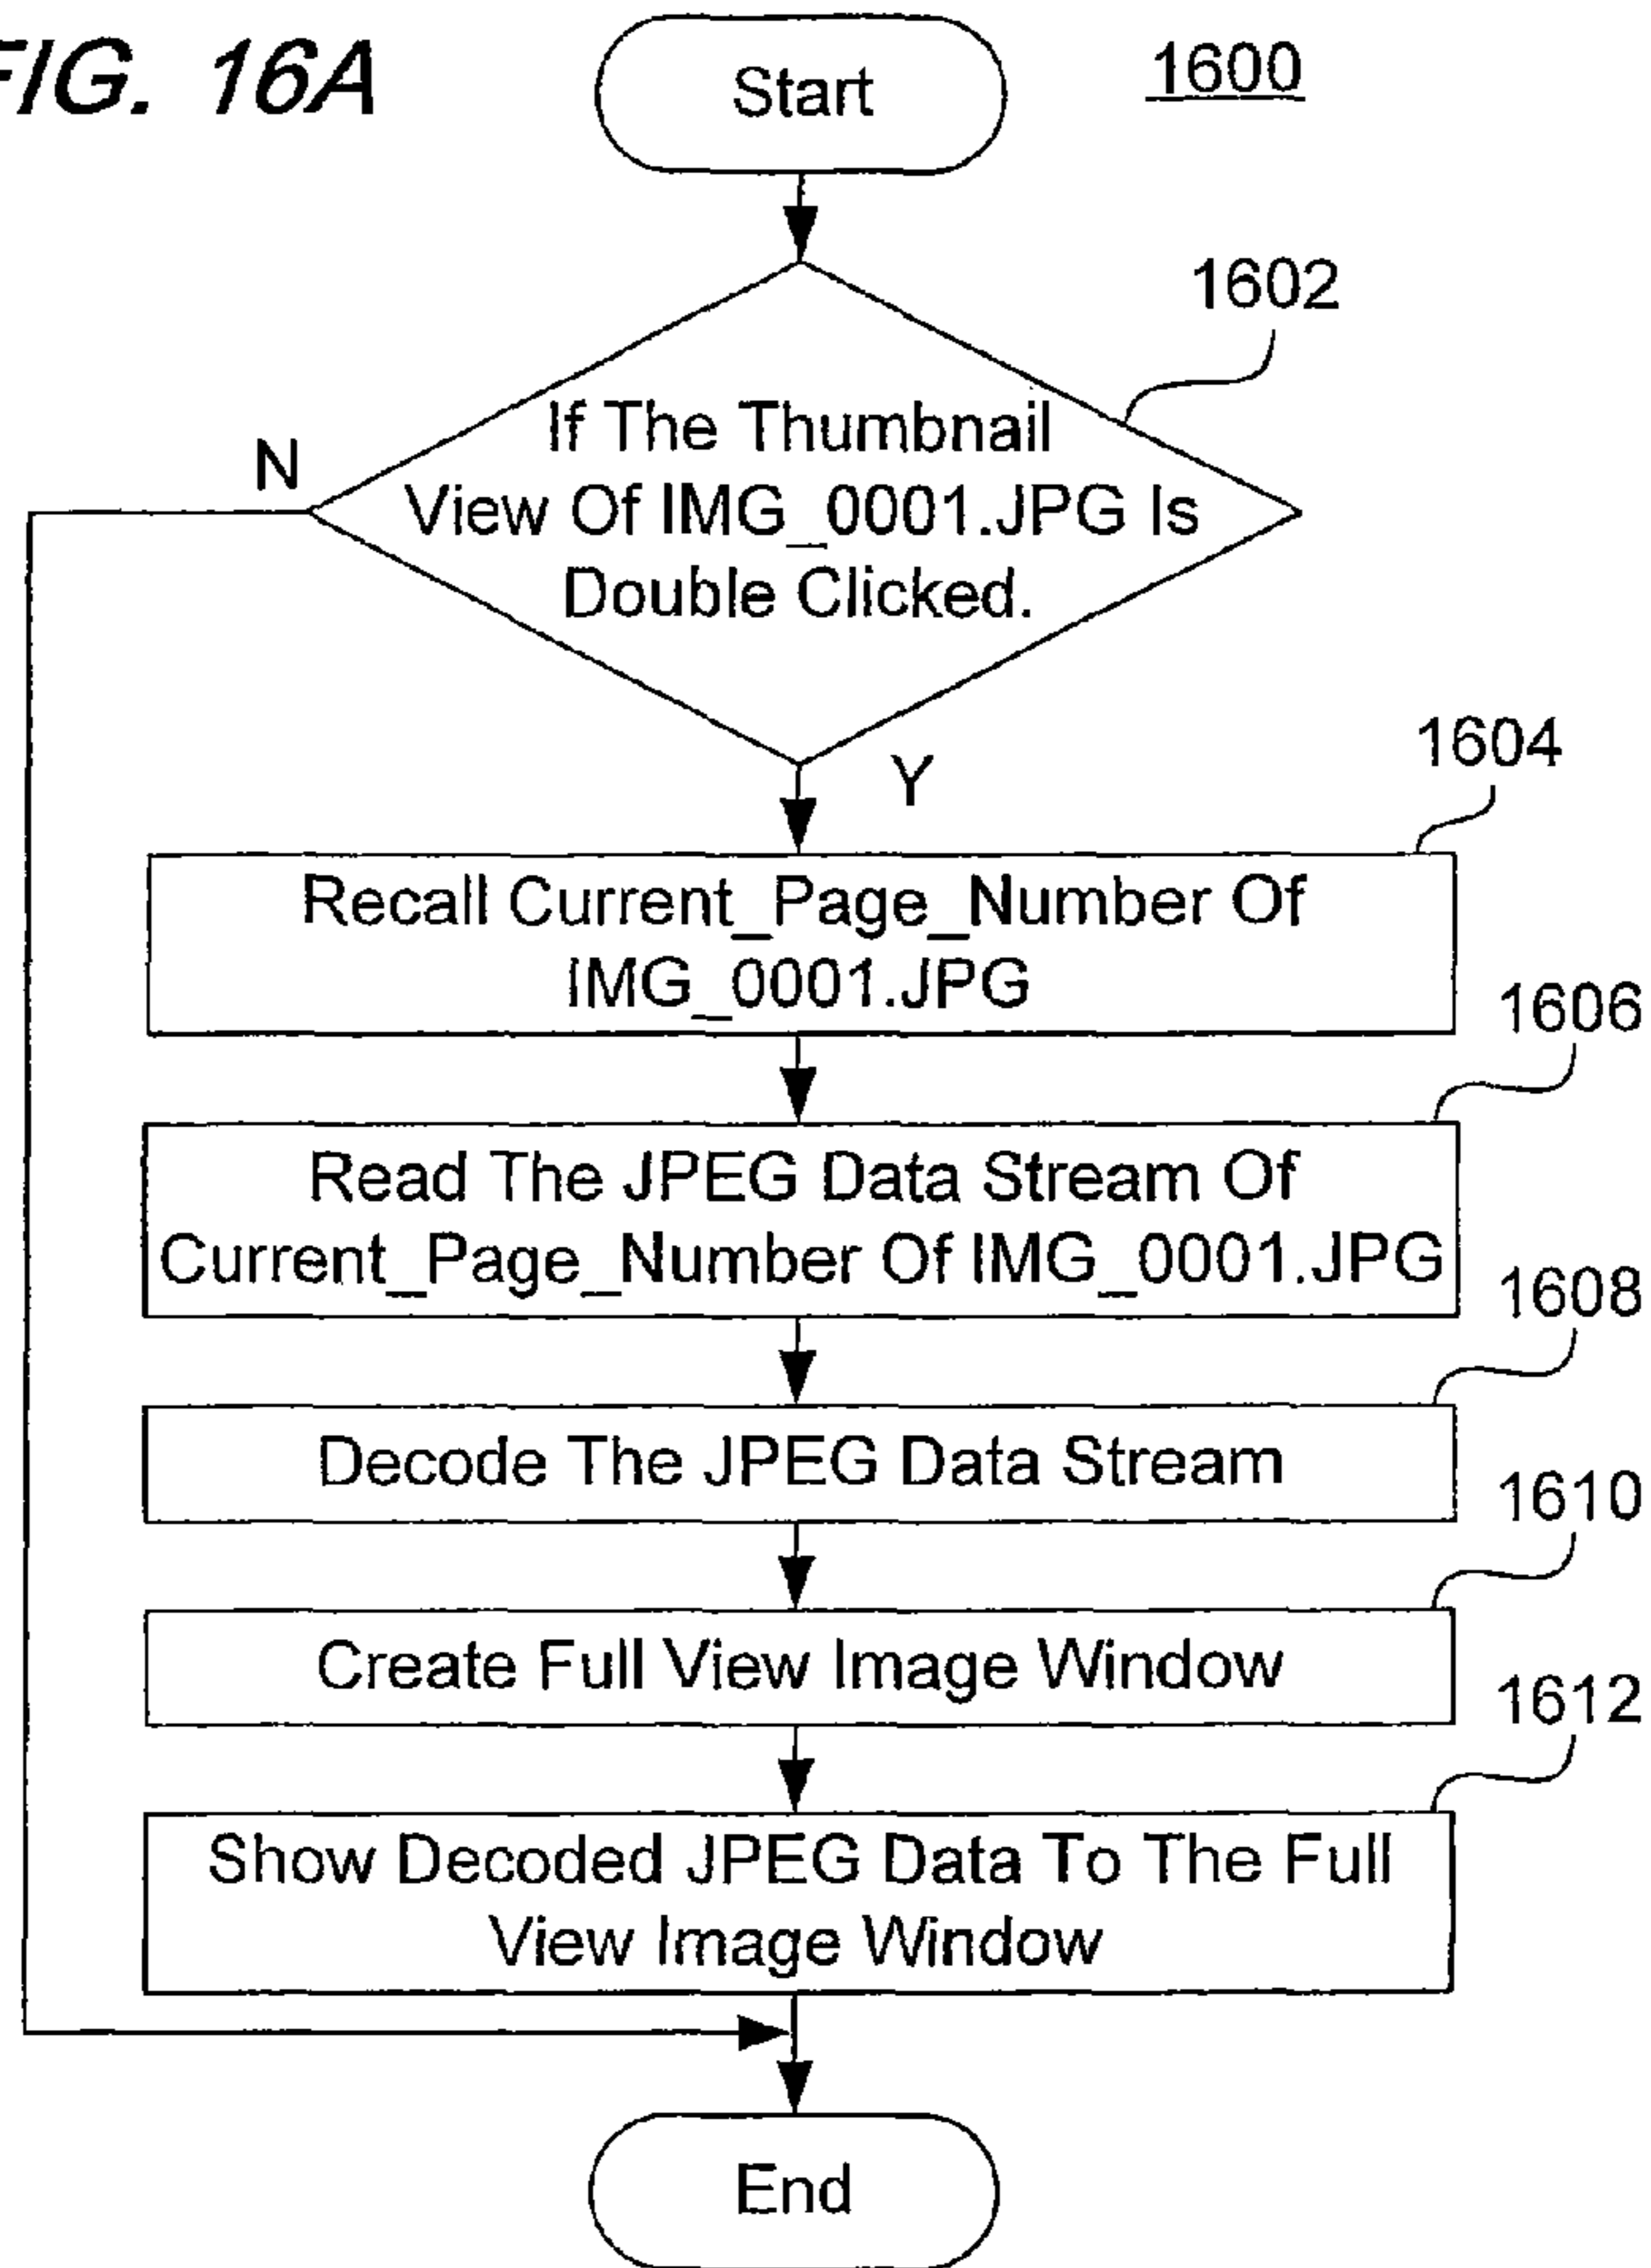 FIG. 16A
Start
1600
1602
If The Thumbnail
View Of IMG_0001.JPG Is
Double Clicked.
N
Y
1604
Recall Current_Page_Number Of
IMG_0001.JPG
1606
Read The JPEG Data Stream Of
Current_Page_Number Of IMG_0001.JPG
1608
Decode The JPEG Data Stream
1610
Create Full View Image Window
1612
Show Decoded JPEG Data To The Full
View Image Window
End